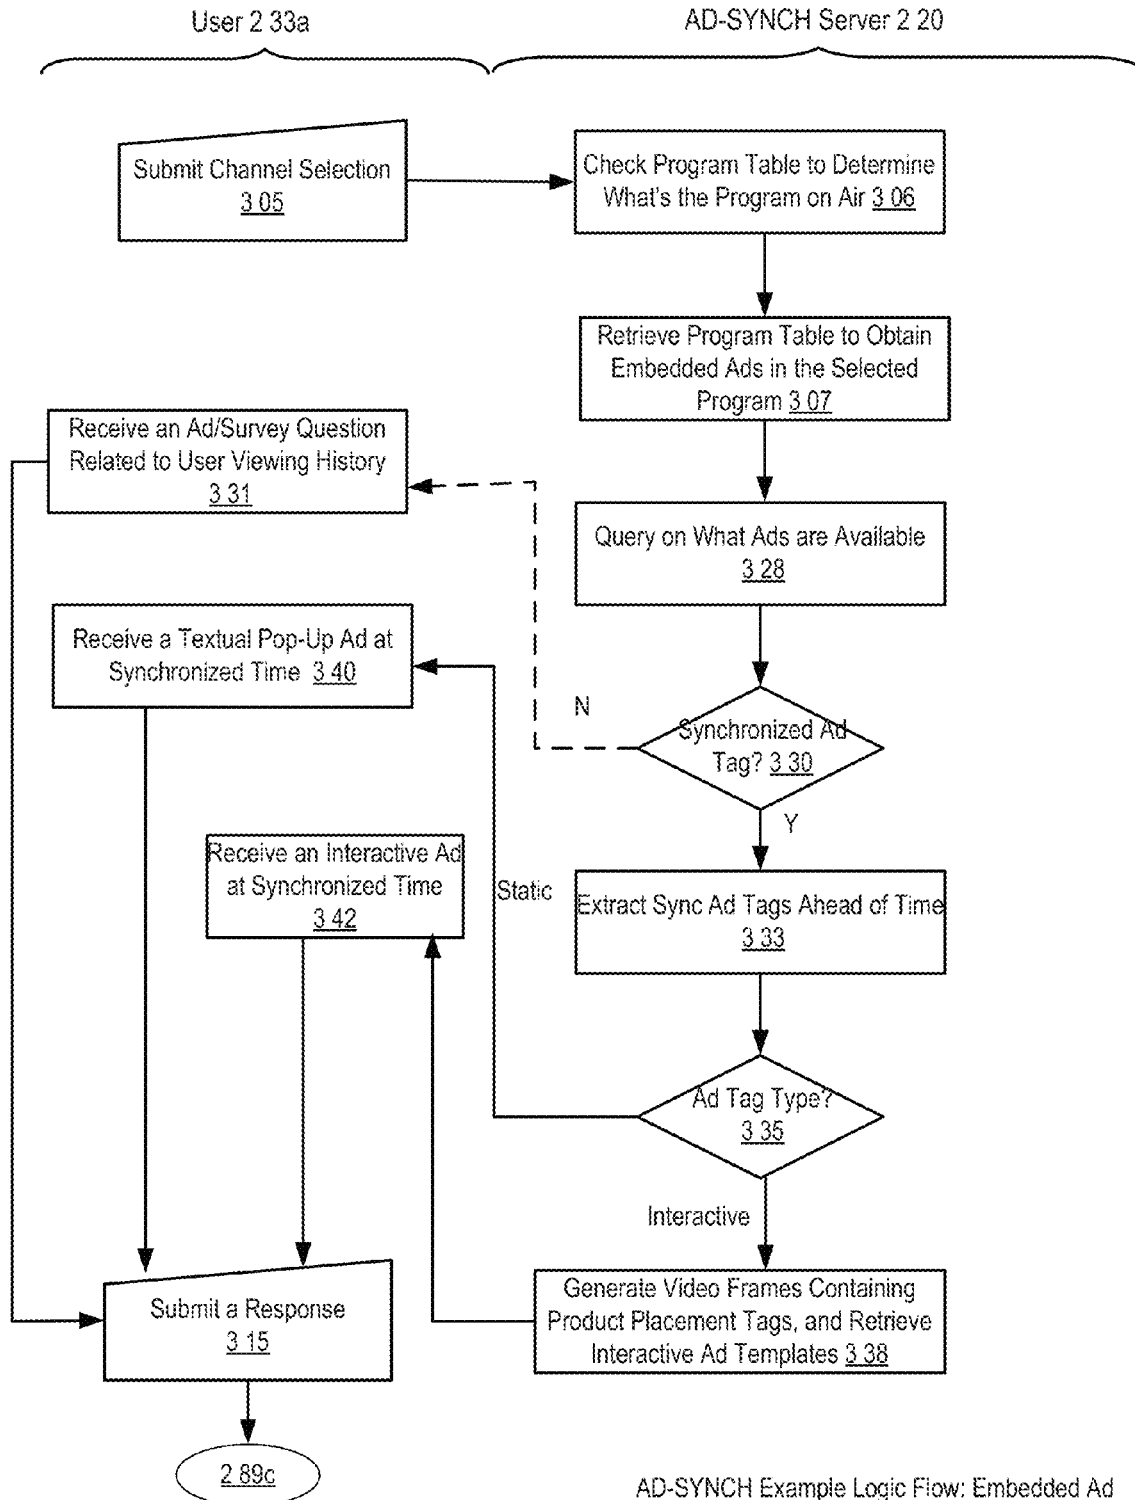 User 2 33a
AD-SYNCH Server 2 20
Submit Channel Selection
3 05
Check Program Table to Determine
What's the Program on Air 3 06
Retrieve Program Table to Obtain
Embedded Ads in the Selected
Program 3 07
Receive an Ad/Survey Question
Related to User Viewing History
3 31
Query on What Ads are Available
3 28
Receive a Textual Pop-Up Ad at
Synchronized Time 3 40
N
Synchronized Ad
Tag? 3 30
Y
Receive an Interactive Ad
at Synchronized Time
3 42
Static
Extract Sync Ad Tags Ahead of Time
3 33
Ad Tag Type?
3 35
Interactive
Generate Video Frames Containing
Product Placement Tags, and Retrieve
Interactive Ad Templates 3 38
Submit a Response
3 15
2 89c
AD-SYNCH Example Logic Flow: Embedded Ad